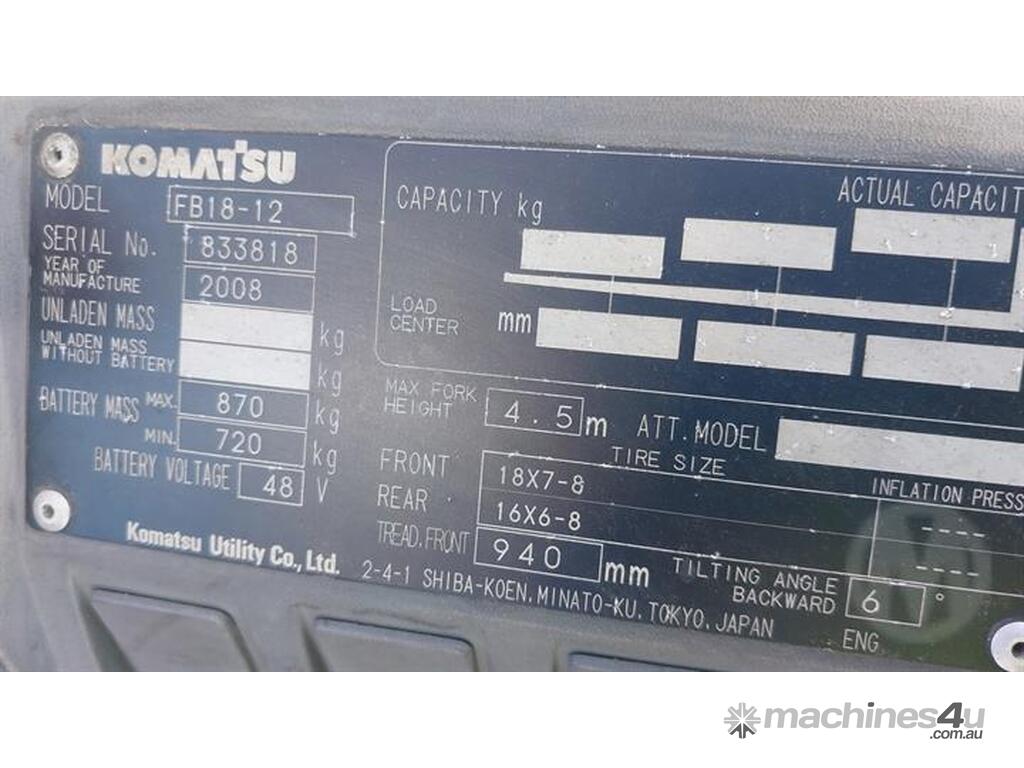 KOMATSU
MODEL FB18-12
SERIAL No. 833818
YEAR OF
MANUFACTURE 2008
UNLADEN MASS kg
UNLADEN MASS
WITHOUT BATTERY kg
BATTERY MASS MAX. 870 kg
MIN. 720 kg
BATTERY VOLTAGE 48 V
Komatsu Utility Co., Ltd.
CAPACITY kg
ACTUAL CAPACIT
LOAD
CENTER mm
MAX FORK
HEIGHT 4.5 m
ATT. MODEL
TIRE SIZE
INFLATION PRESS
FRONT 18X7-8 ----
REAR 16X6-8 ----
TREAD.FRONT 940 mm
TILTING ANGLE
BACKWARD 6 °
2-4-1 SHIBA-KOEN.MINATO-KU.TOKYO.JAPAN
ENG
machines4u
.com.au